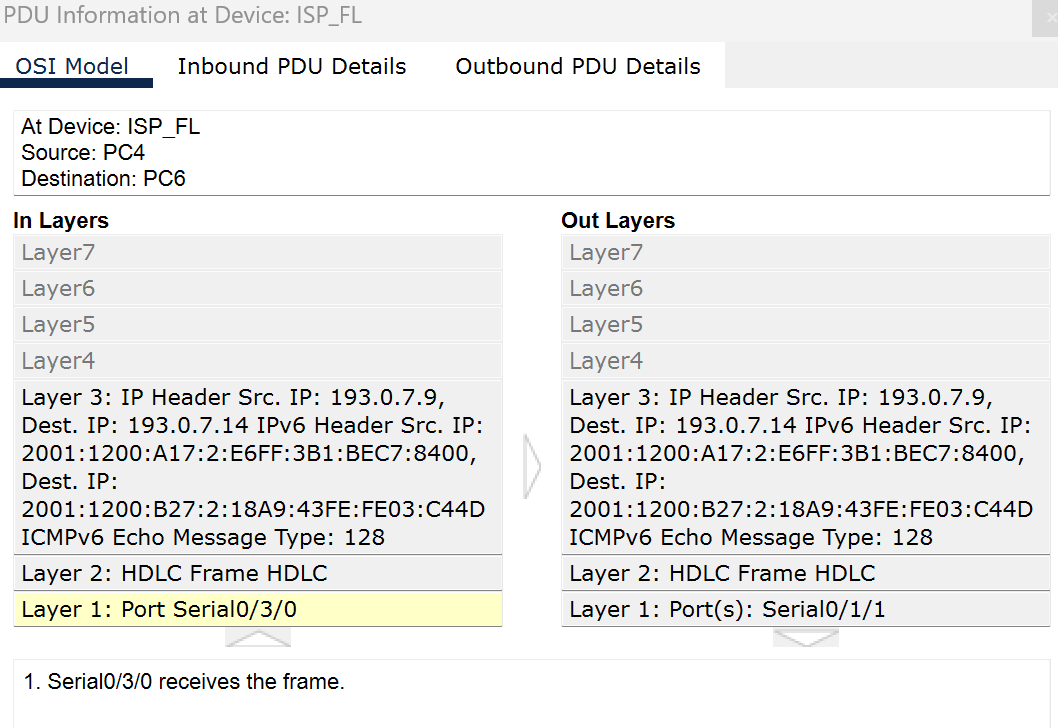 PDU Information at Device: ISP_FL
OSI Model
Inbound PDU Details
Outbound PDU Details
At Device: ISP_FL
Source: PC4
Destination: PC6
In Layers
Layer7
Layer6
Layer5
Layer4
Layer 3: IP Header Src. IP: 193.0.7.9,
Dest. IP: 193.0.7.14 IPv6 Header Src. IP:
2001:1200:A17:2:E6FF:3B1:BEC7:8400,
Dest. IP:
2001:1200:B27:2:18A9:43FE:FE03:C44D
ICMPv6 Echo Message Type: 128
Layer 2: HDLC Frame HDLC
Layer 1: Port Serial0/3/0
Out Layers
Layer7
Layer6
Layer5
Layer4
Layer 3: IP Header Src. IP: 193.0.7.9,
Dest. IP: 193.0.7.14 IPv6 Header Src. IP:
2001:1200:A17:2:E6FF:3B1:BEC7:8400,
Dest. IP:
2001:1200:B27:2:18A9:43FE:FE03:C44D
ICMPv6 Echo Message Type: 128
Layer 2: HDLC Frame HDLC
Layer 1: Port(s): Serial0/1/1
1. Serial0/3/0 receives the frame.